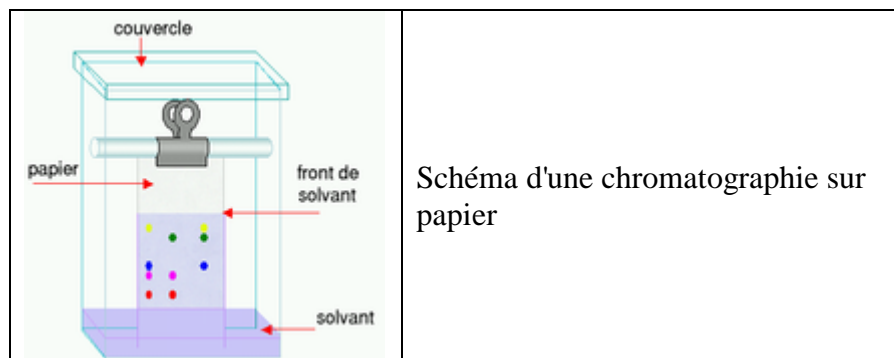 couvercle
papier
front de
solvant
solvant
Schéma d'une chromatographie sur
papier